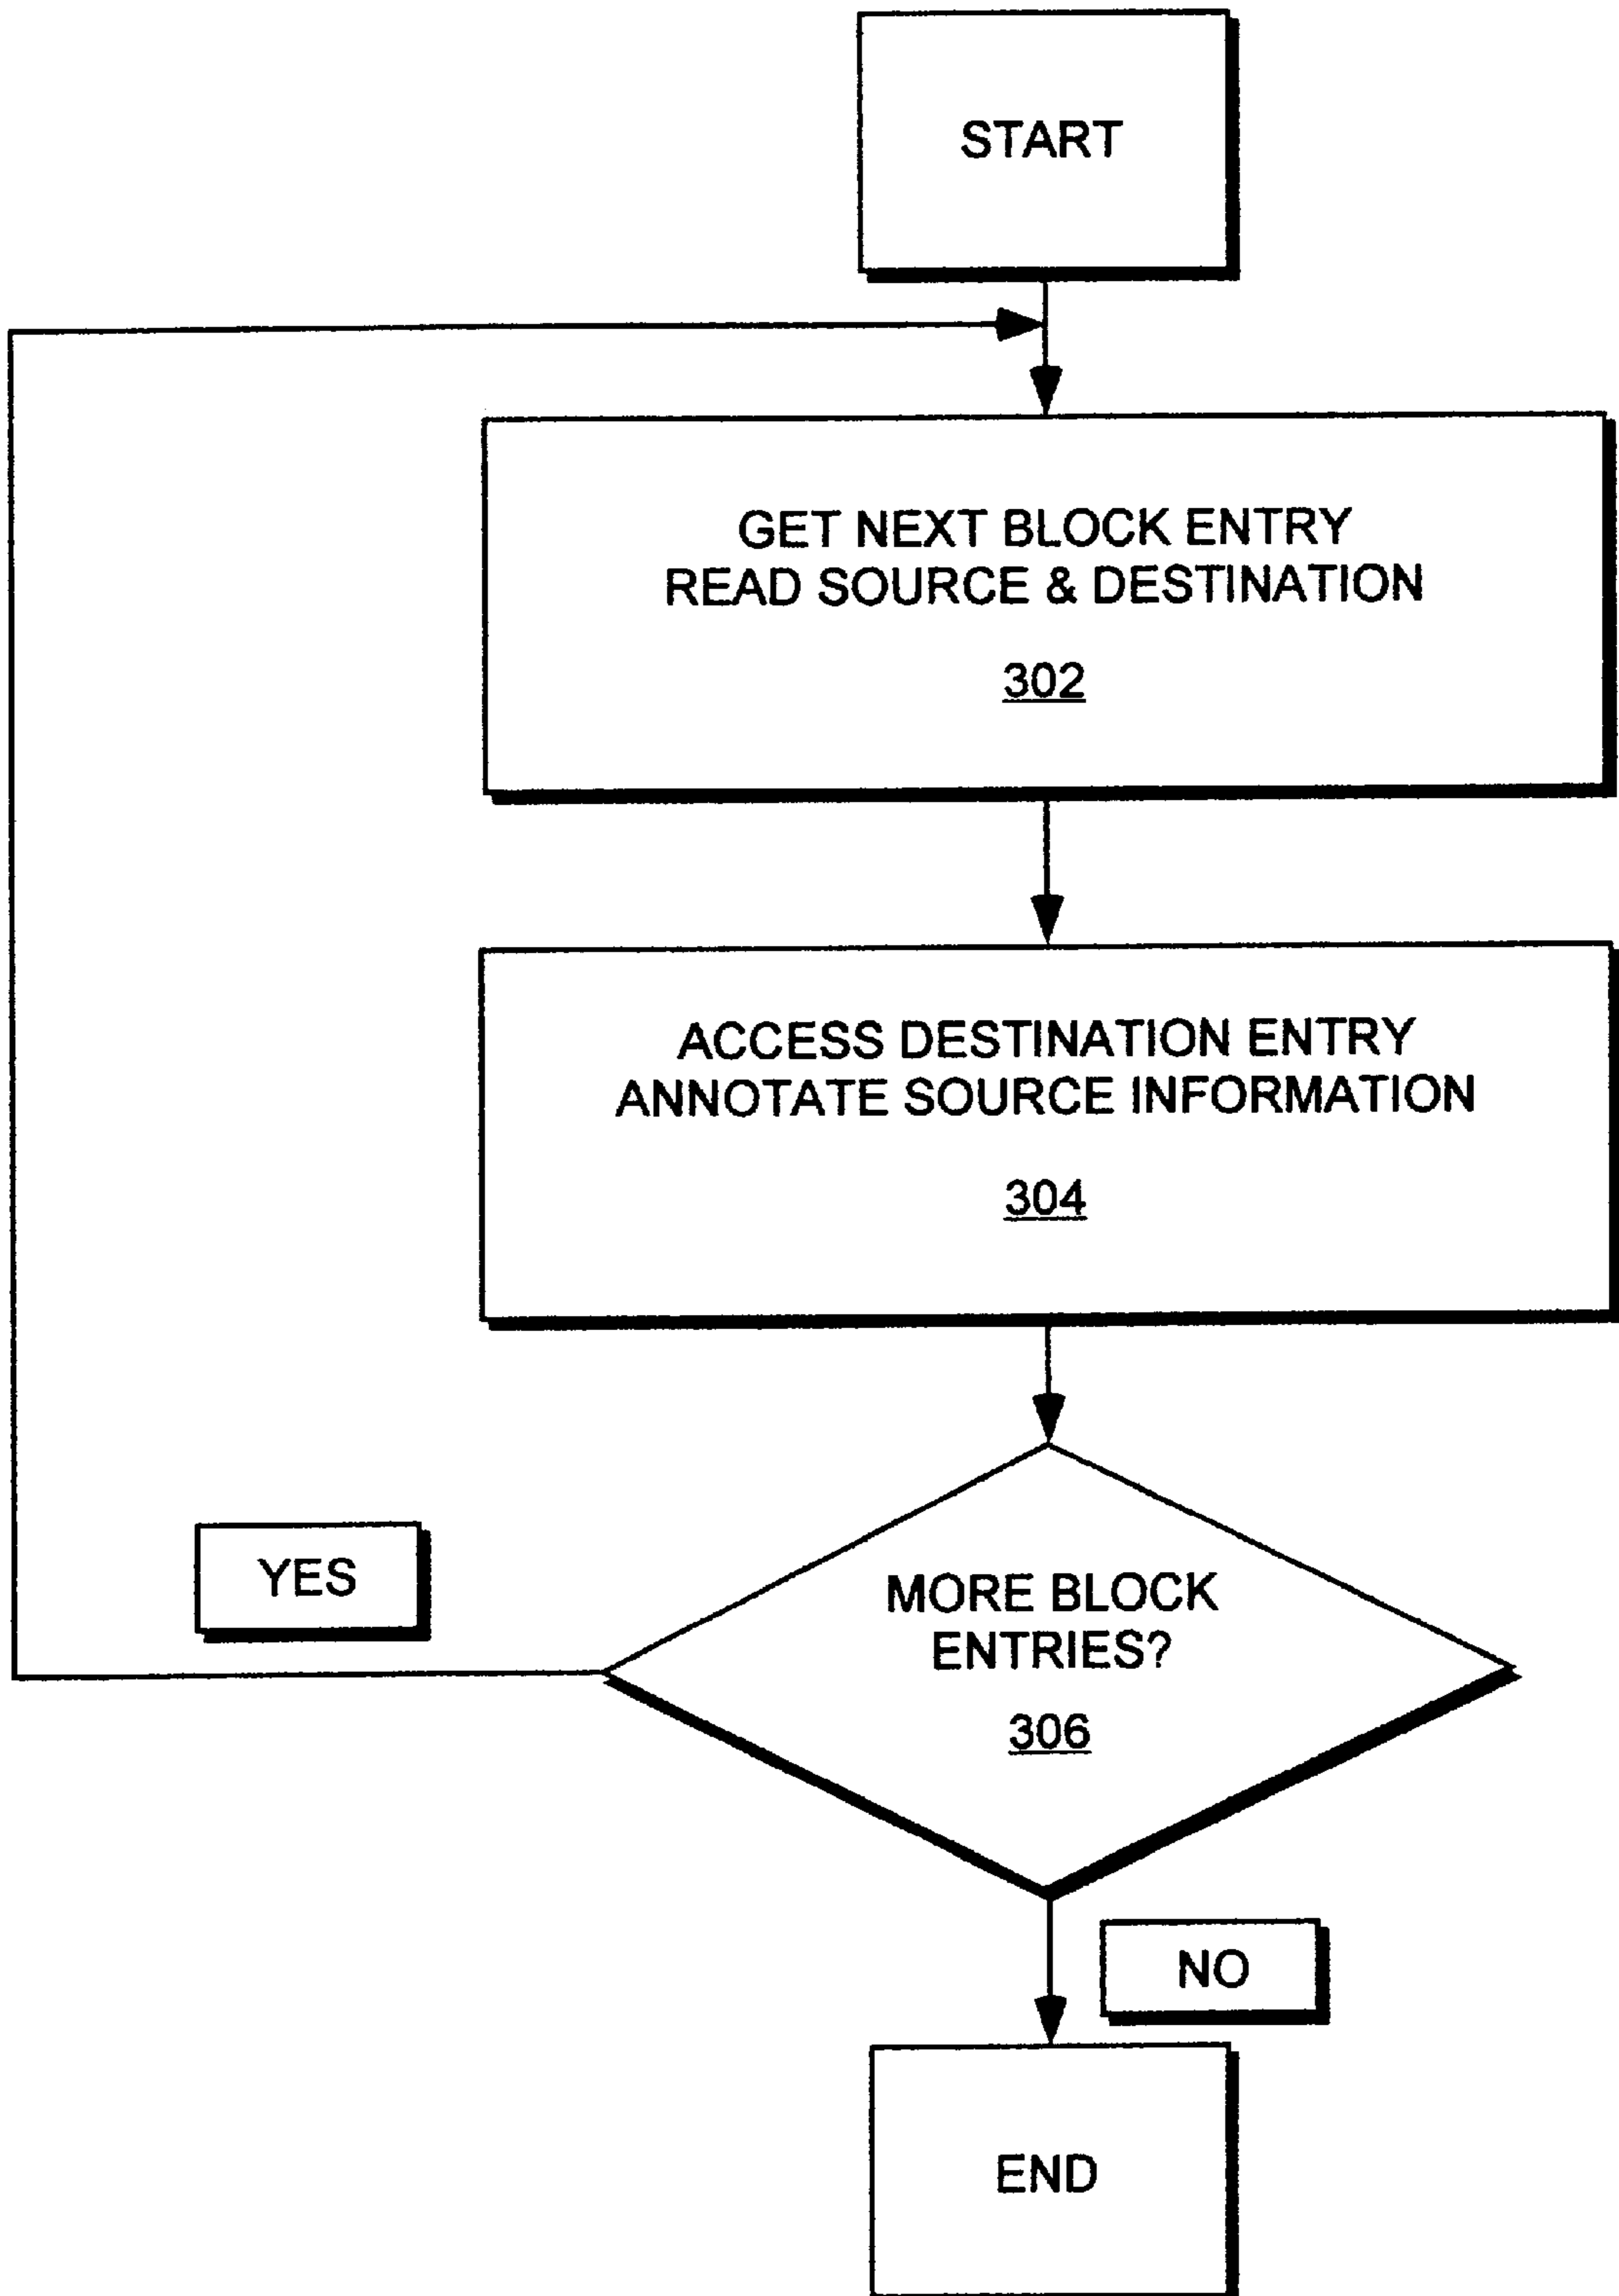 START
GET NEXT BLOCK ENTRY
READ SOURCE & DESTINATION
302
ACCESS DESTINATION ENTRY
ANNOTATE SOURCE INFORMATION
304
YES
MORE BLOCK
ENTRIES?
306
NO
END